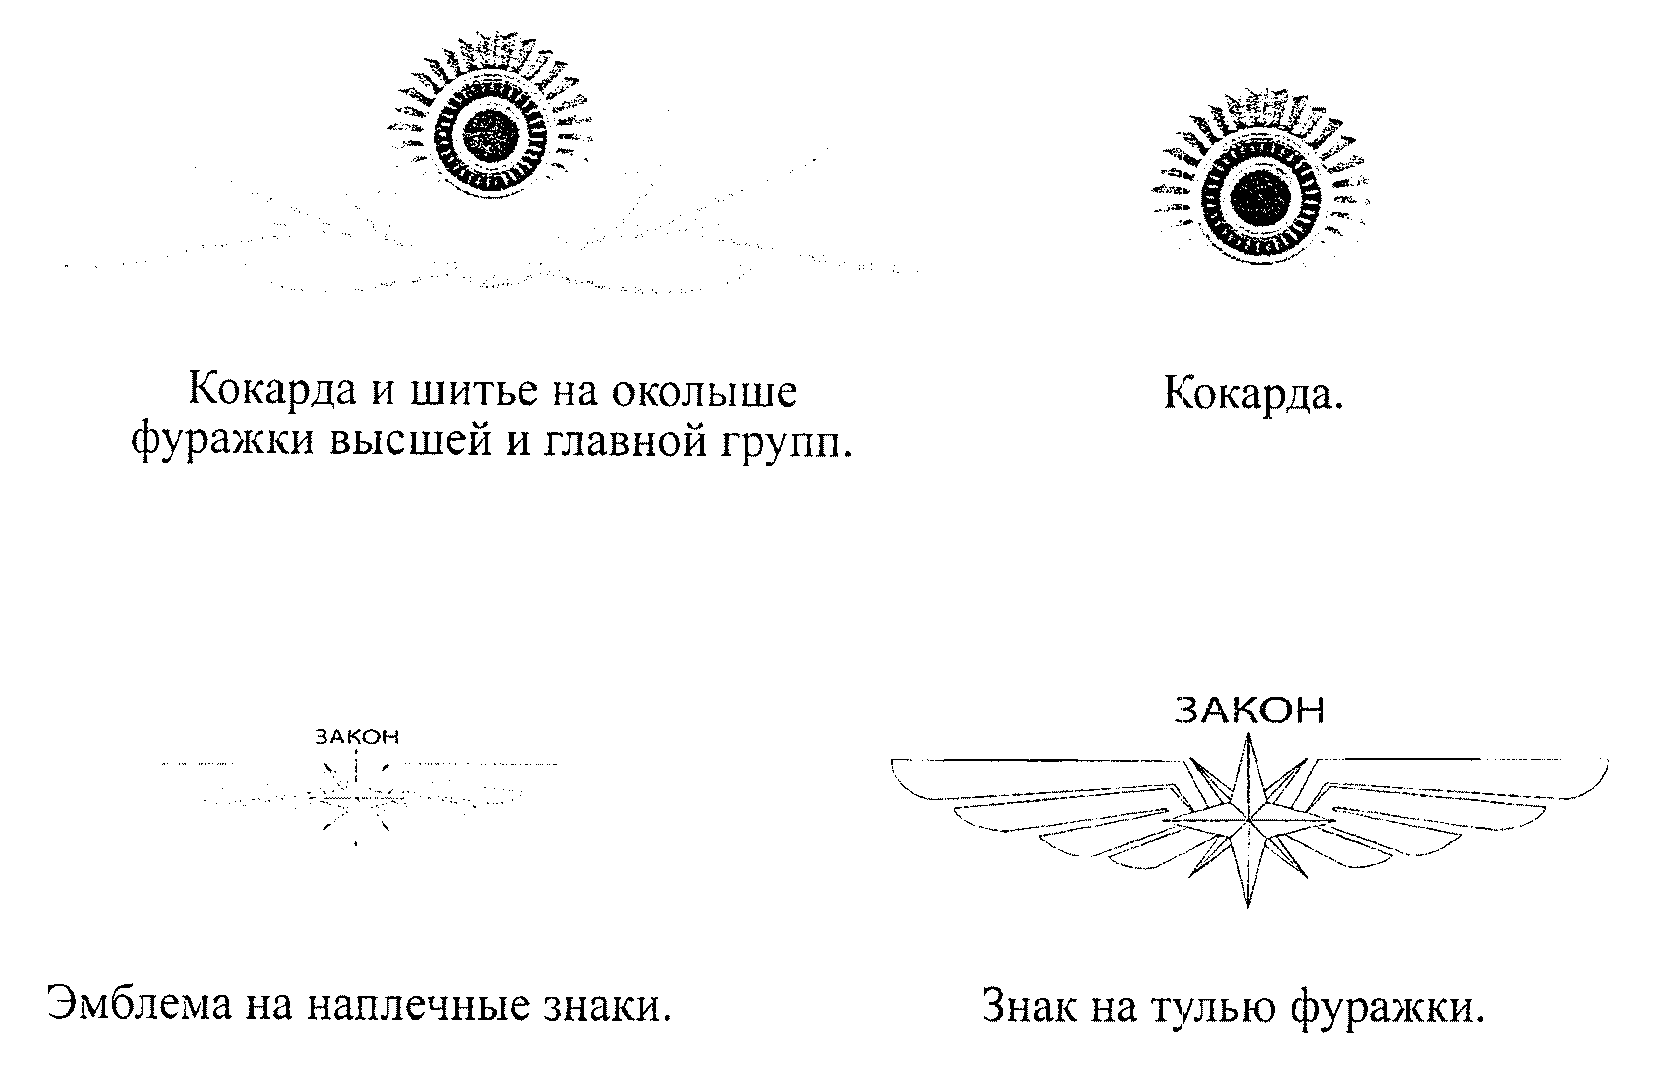 Кокарда и шитье на околыше
фуражки высшей и главной групп.
Кокарда.
ЗАКОН
Эмблема на наплечные знаки.
ЗАКОН
Знак на тулью фуражки.